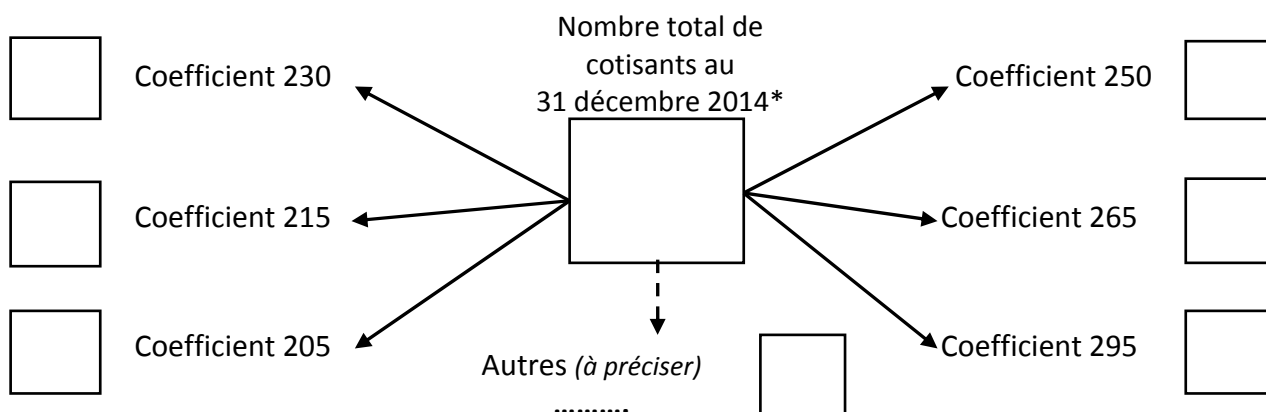 Nombre total de
cotisants au
31 décembre 2014*
Coefficient 230
Coefficient 250
Coefficient 215
Coefficient 265
Coefficient 205
Coefficient 295
Autres (à préciser)
...........